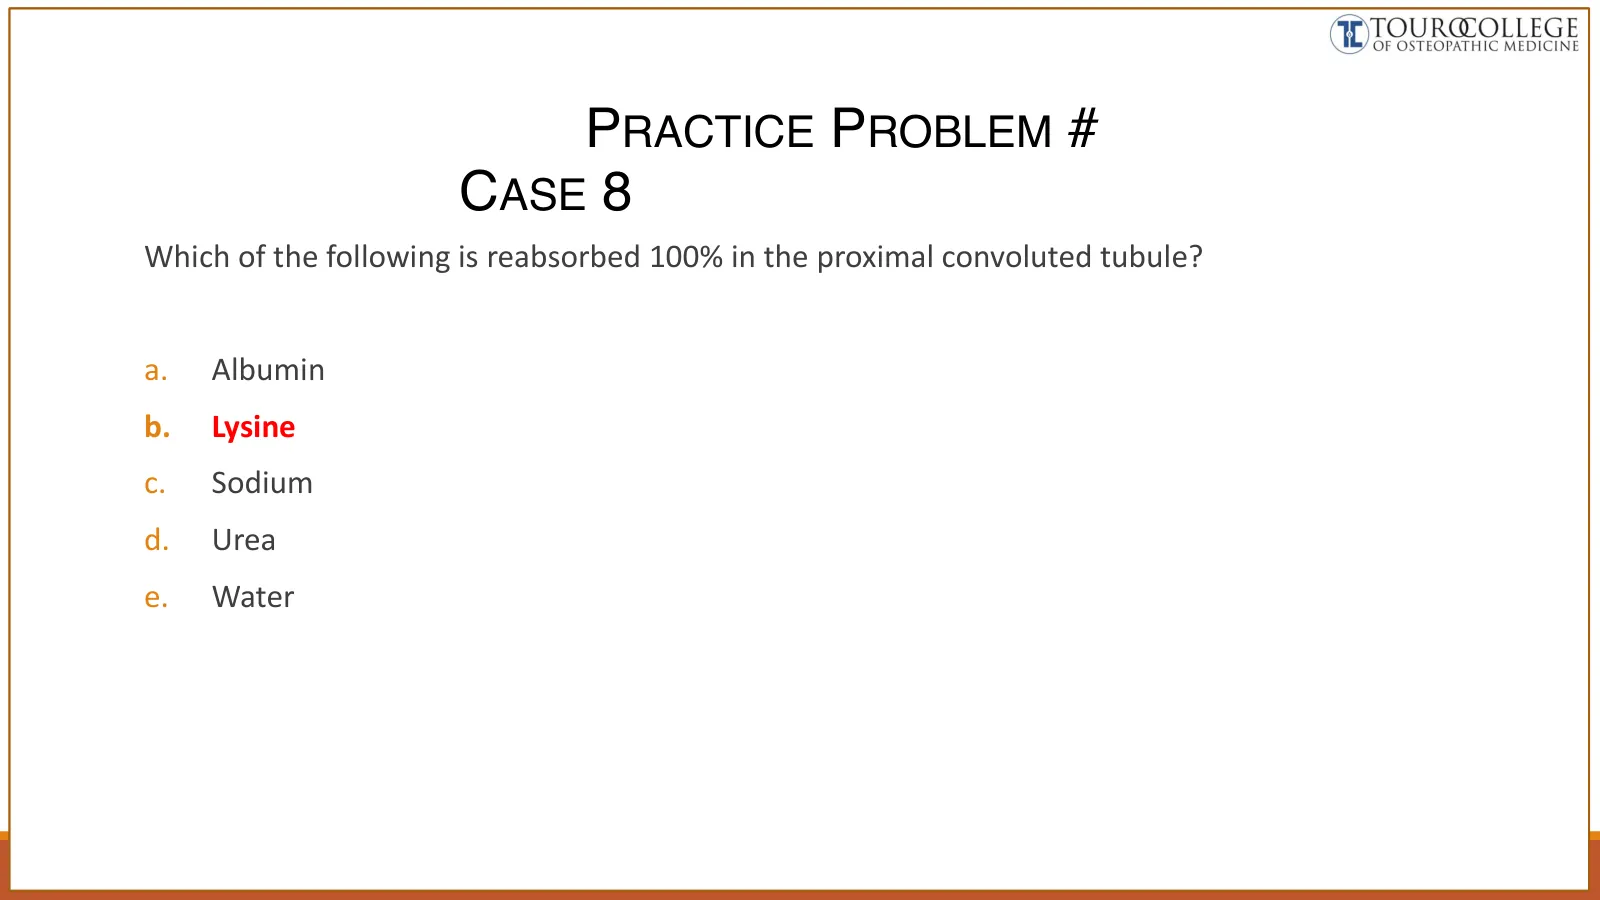 TOURO COLLEGE
OF OSTEOPATHIC MEDICINE
PRACTICE PROBLEM #
CASE 8
Which of the following is reabsorbed 100% in the proximal convoluted tubule?
a. Albumin
b. Lysine
c. Sodium
d. Urea
e. Water